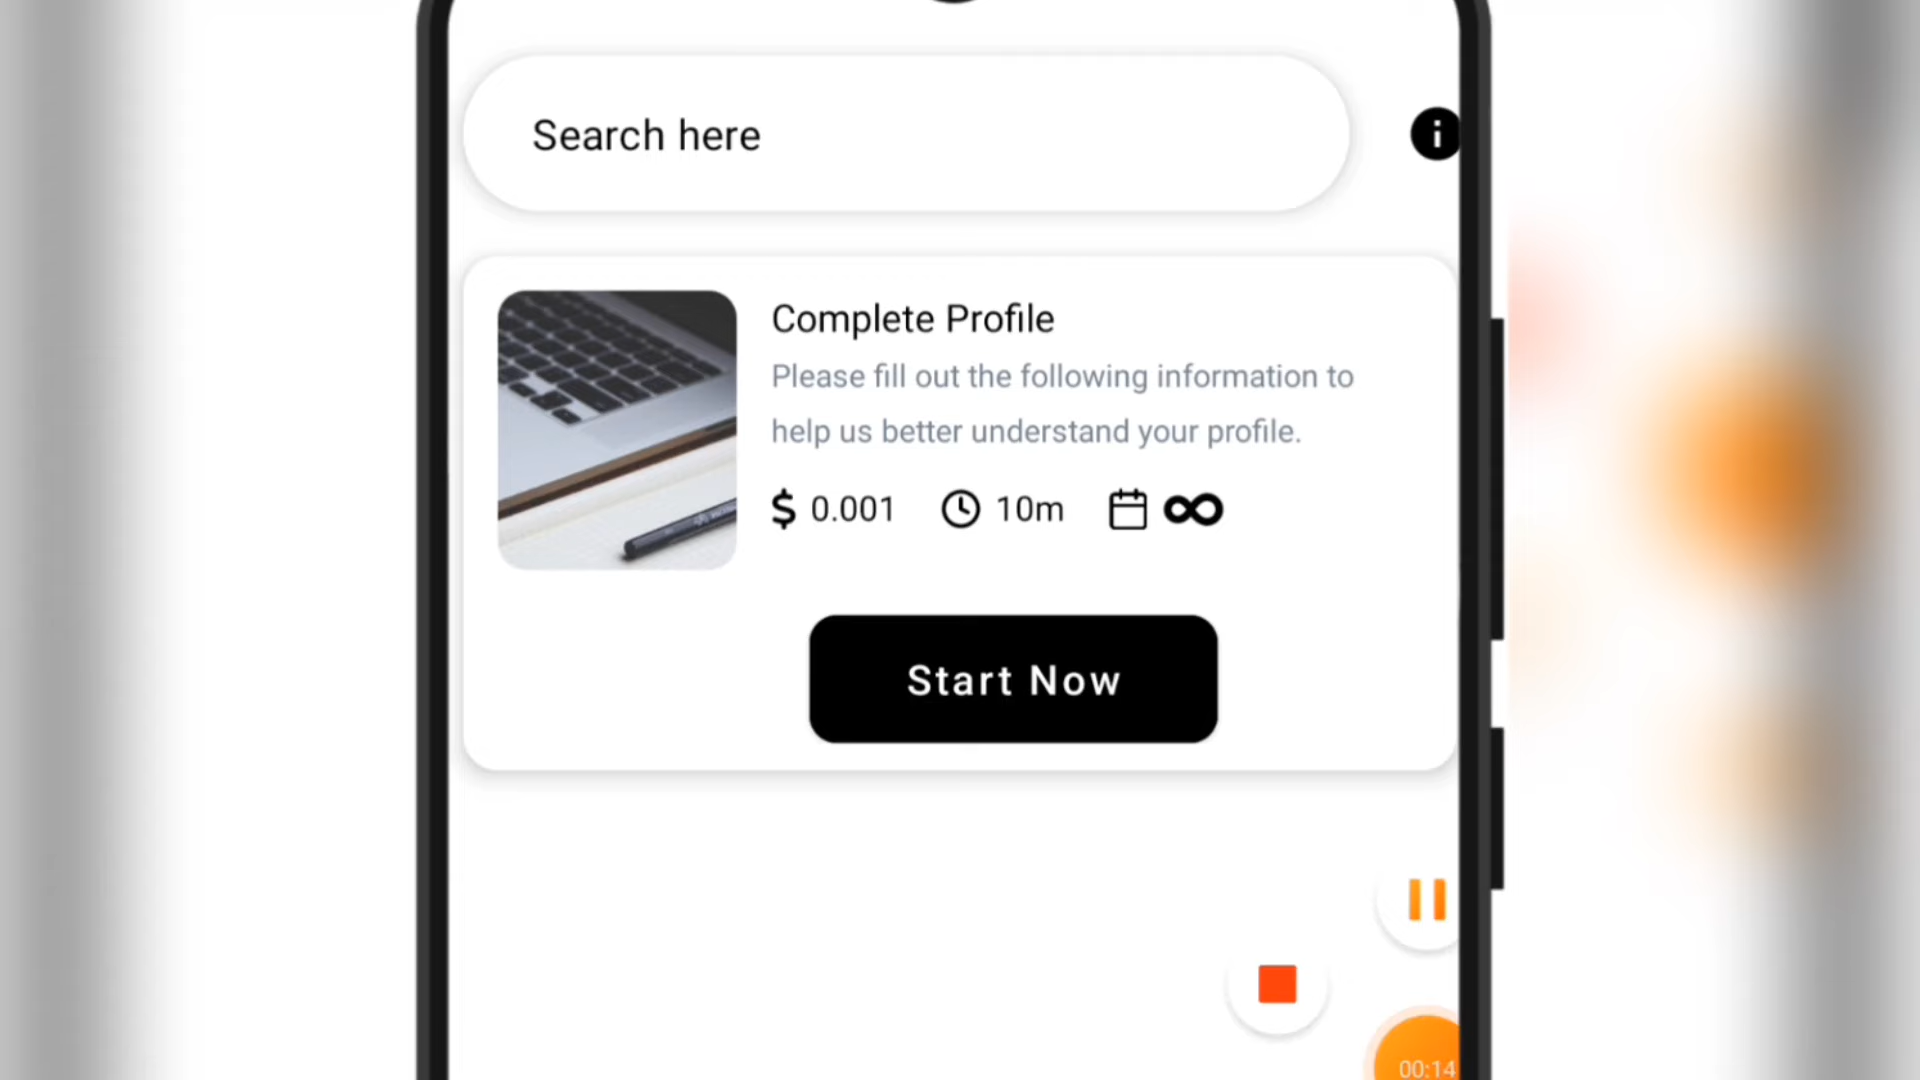 Search here
Complete Profile
Please fill out the following information to
help us better understand your profile.
$ 0.001 10m ∞
Start Now
00:14